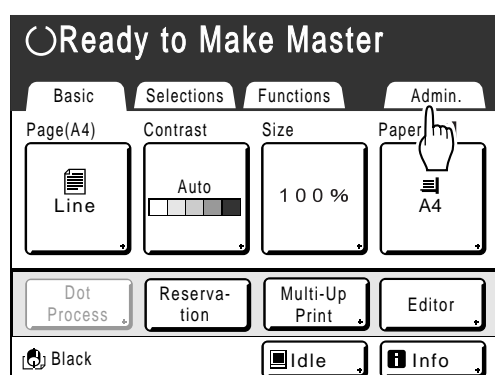 Ready to Make Master
Basic Selections Functions Admin.
Page(A4) Contrast Size Paper
Line Auto 100% A4
Dot Process Reserva-tion Multi-Up Print Editor
Black Idle i Info